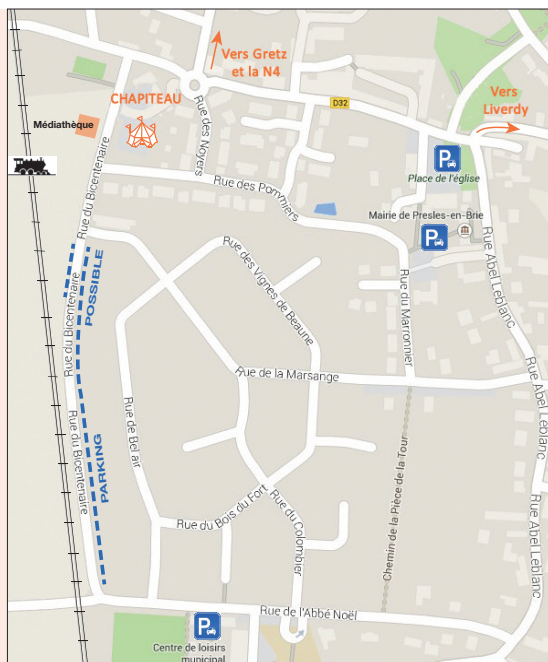 Vers Gretz
et la N4
CHAPITEAU
Médiathèque
D32
Vers
Liverdy
Rue des Noyers
P
Place de l'église
Rue du Bicentenaire
Rue des Pommiers
Mairie de Presles-en-Brie
P
Rue Abel Leblanc
Rue des Vignes de Beaune
Rue du Marronnier
POSSIBLE
Rue du Bicentenaire
Rue de la Marsange
Rue Abel Leblanc
Rue de Bel air
Rue du Bicentenaire
PARKING
Chemin de la Pièce de la Tour
Rue du Bois du Fort
Rue du Colombier
Rue Abel Leblanc
Rue de l'Abbé Noël
P
Centre de loisirs
municipal